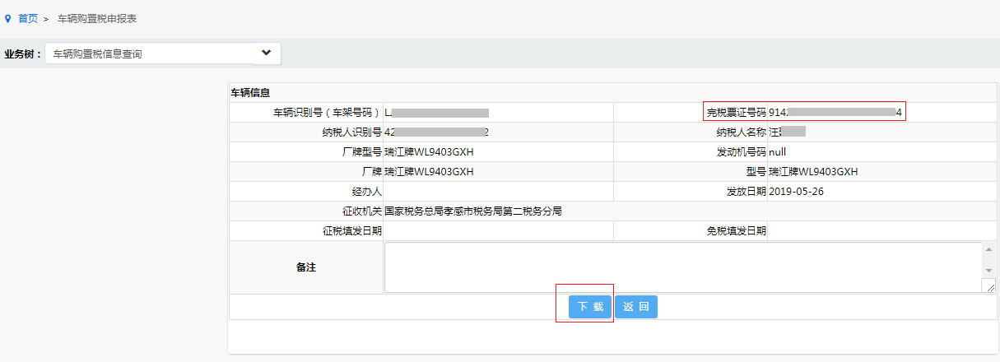 首页 > 车辆购置税申报表
业务树： 车辆购置税信息查询
车辆信息
车辆识别号（车架号码） L 完税票证号码 914 4
纳税人识别号 42 2 纳税人名称 汪
厂牌型号 瑞江牌WL9403GXH 发动机号码 null
厂牌 瑞江牌WL9403GXH 型号 瑞江牌WL9403GXH
经办人 发放日期 2019-05-26
征收机关 国家税务总局孝感市税务局第二税务分局
征税填发日期 免税填发日期
备注
下 载 返 回